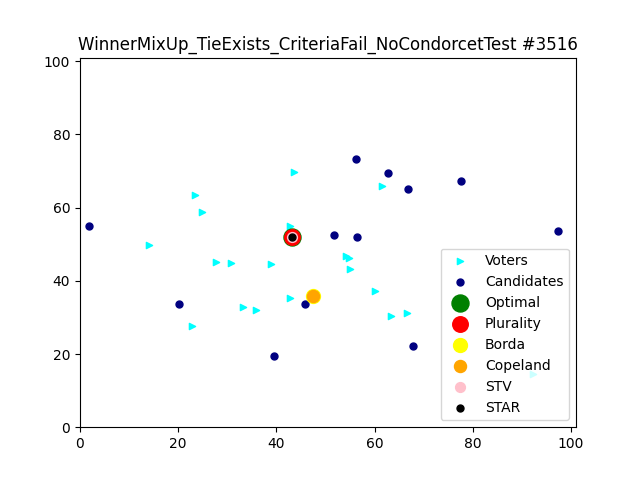 WinnerMixUp_TieExists_CriteriaFail_NoCondorcetTest #3516
100
80
60
40
20
0
0 20 40 60 80 100
Voters
Candidates
Optimal
Plurality
Borda
Copeland
STV
STAR